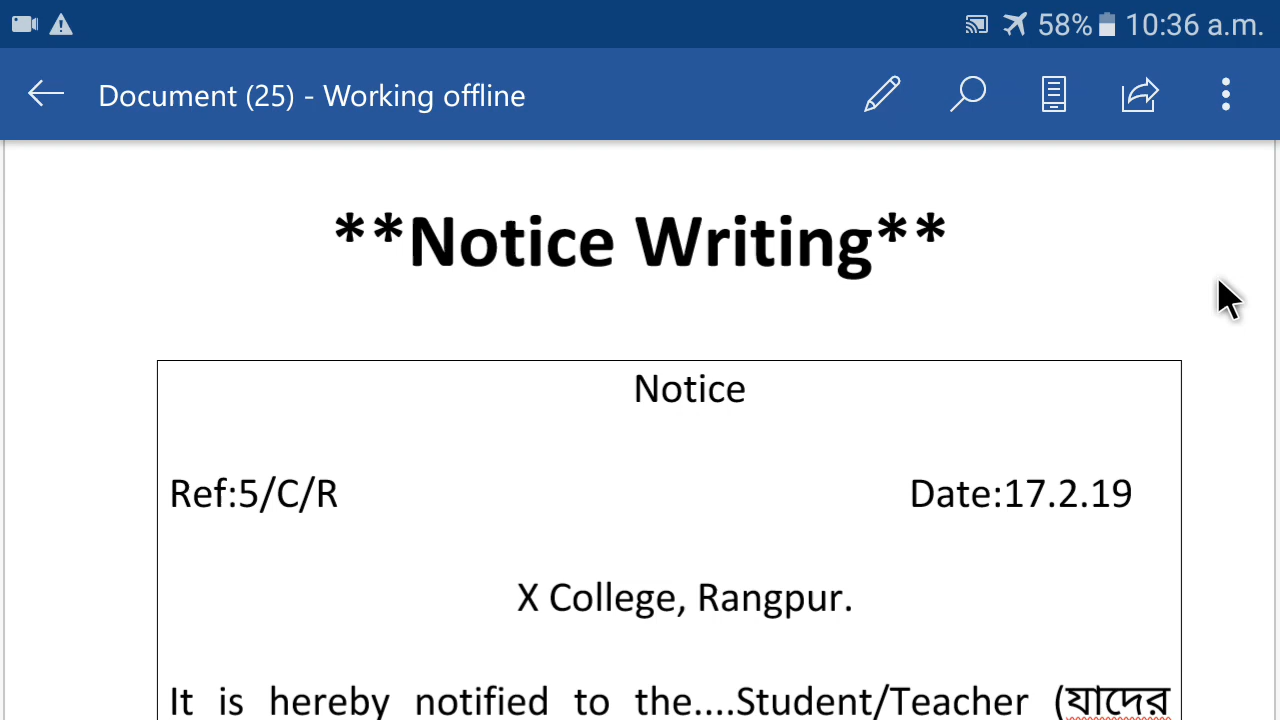 58% 10:36 a.m.
Document (25) - Working offline
**Notice Writing**
Notice
Ref:5/C/R Date:17.2.19
X College, Rangpur.
It is hereby notified to the....Student/Teacher (যাদের